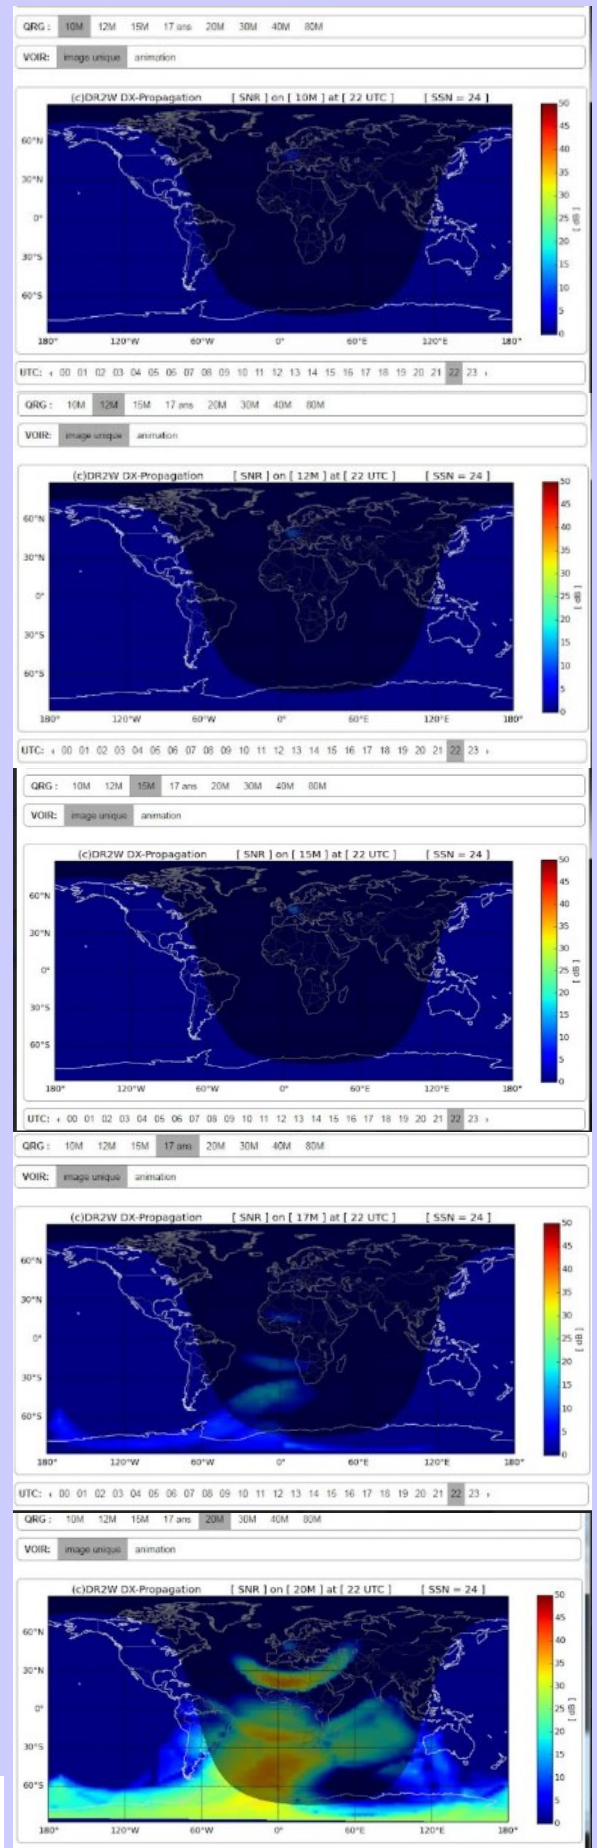 QRG : 10M 12M 15M 17 ans 20M 30M 40M 80M
VOIR: image unique animation
(c)DR2W DX-Propagation [ SNR ] on [ 10M ] at [ 22 UTC ] [ SSN = 24 ]
50
45
60°N
40
30°N
35
30
0°
25
[ dB ]
20
30°S
15
10
60°S
5
0
180° 120°W 60°W 0° 60°E 120°E 180°
UTC: ‹ 00 01 02 03 04 05 06 07 08 09 10 11 12 13 14 15 16 17 18 19 20 21 22 23 ›
QRG : 10M 12M 15M 17 ans 20M 30M 40M 80M
VOIR: image unique animation
(c)DR2W DX-Propagation [ SNR ] on [ 12M ] at [ 22 UTC ] [ SSN = 24 ]
50
45
60°N
40
30°N
35
30
0°
25
[ dB ]
20
30°S
15
10
60°S
5
0
180° 120°W 60°W 0° 60°E 120°E 180°
UTC: ‹ 00 01 02 03 04 05 06 07 08 09 10 11 12 13 14 15 16 17 18 19 20 21 22 23 ›
QRG : 10M 12M 15M 17 ans 20M 30M 40M 80M
VOIR: image unique animation
(c)DR2W DX-Propagation [ SNR ] on [ 15M ] at [ 22 UTC ] [ SSN = 24 ]
50
45
60°N
40
30°N
35
30
0°
25
[ dB ]
20
30°S
15
10
60°S
5
0
180° 120°W 60°W 0° 60°E 120°E 180°
UTC: ‹ 00 01 02 03 04 05 06 07 08 09 10 11 12 13 14 15 16 17 18 19 20 21 22 23 ›
QRG : 10M 12M 15M 17 ans 20M 30M 40M 80M
VOIR: image unique animation
(c)DR2W DX-Propagation [ SNR ] on [ 17M ] at [ 22 UTC ] [ SSN = 24 ]
50
45
60°N
40
30°N
35
30
0°
25
[ dB ]
20
30°S
15
10
60°S
5
0
180° 120°W 60°W 0° 60°E 120°E 180°
UTC: ‹ 00 01 02 03 04 05 06 07 08 09 10 11 12 13 14 15 16 17 18 19 20 21 22 23 ›
QRG : 10M 12M 15M 17 ans 20M 30M 40M 80M
VOIR: image unique animation
(c)DR2W DX-Propagation [ SNR ] on [ 20M ] at [ 22 UTC ] [ SSN = 24 ]
50
45
60°N
40
30°N
35
30
0°
25
[ dB ]
20
30°S
15
10
60°S
5
0
180° 120°W 60°W 0° 60°E 120°E 180°